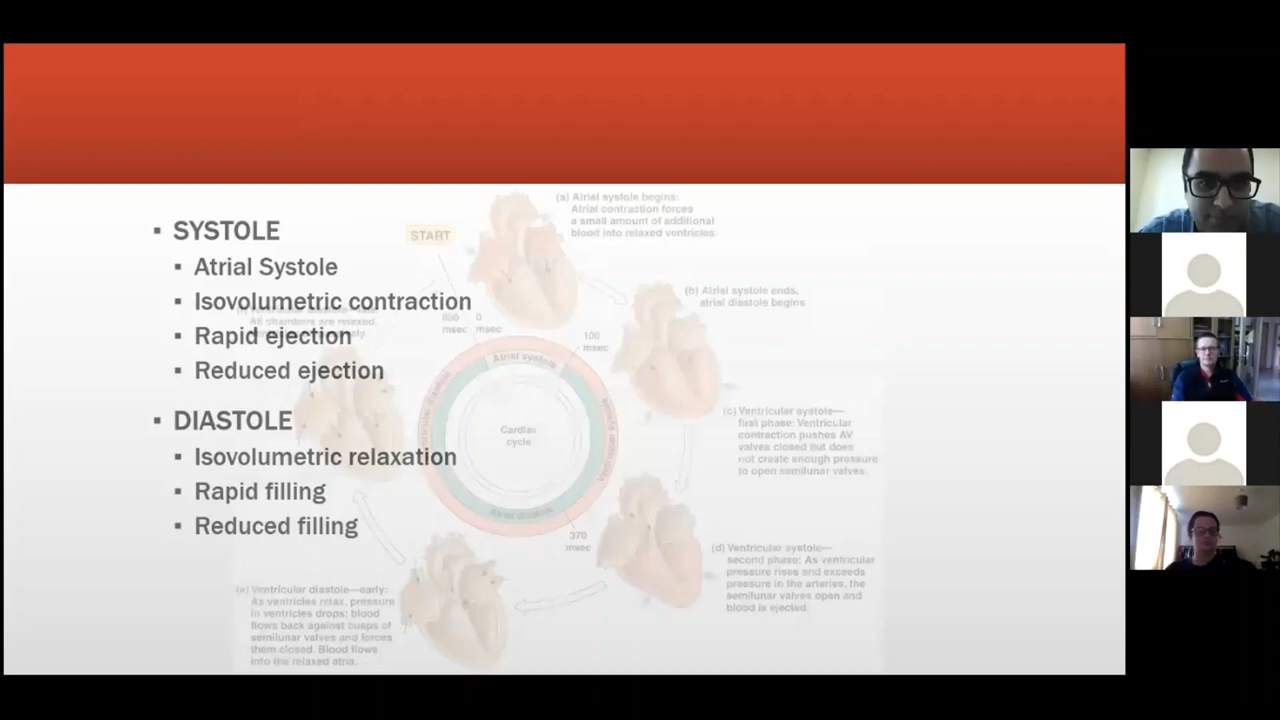 SYSTOLE
Atrial Systole
Isovolumetric contraction
Rapid ejection
Reduced ejection
DIASTOLE
Isovolumetric relaxation
Rapid filling
Reduced filling
START
(a) Atrial systole begins:
Atrial contraction forces
a small amount of additional
blood into relaxed ventricles.
(b) Atrial systole ends,
atrial diastole begins
0
msec
msec
100
msec
Atrial systole
Cardiac
cycle
(c) Ventricular systole—
first phase: Ventricular
contraction pushes AV
valves closed but does
not create enough pressure
to open semilunar valves.
Atrial diastole
370
msec
(d) Ventricular systole—
second phase: As ventricular
pressure rises and exceeds
pressure in the arteries, the
semilunar valves open and
blood is ejected.
(e) Ventricular diastole—early:
As ventricles relax, pressure
in ventricles drops; blood
flows back against cusps of
semilunar valves and forces
them closed. Blood flows
into the relaxed atria.
chambers are relaxed.